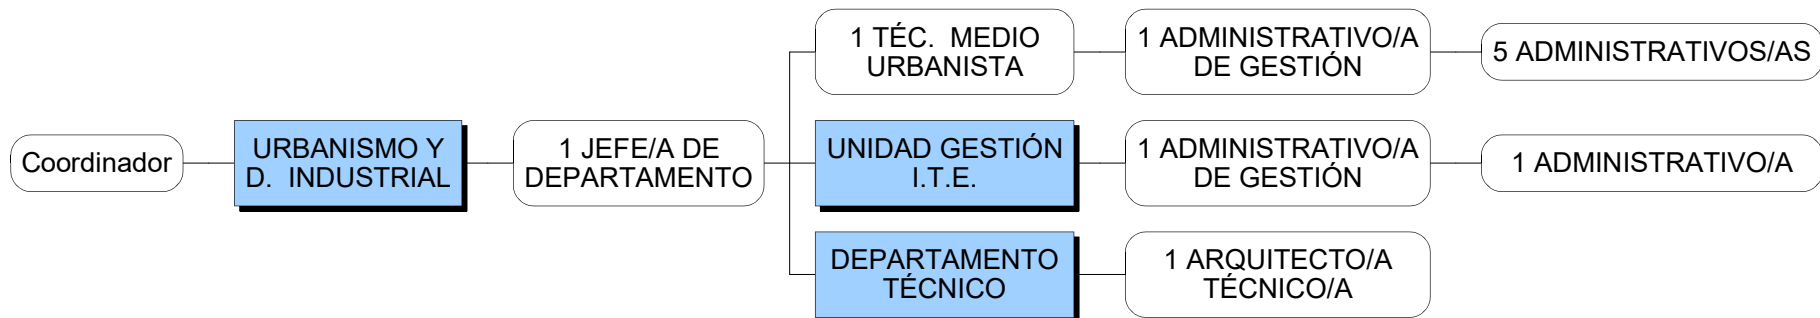 Coordinador
URBANISMO Y
D. INDUSTRIAL
1 JEFE/A DE
DEPARTAMENTO
1 TÉC. MEDIO
URBANISTA
1 ADMINISTRATIVO/A
DE GESTIÓN
5 ADMINISTRATIVOS/AS
UNIDAD GESTIÓN
I.T.E.
1 ADMINISTRATIVO/A
DE GESTIÓN
1 ADMINISTRATIVO/A
DEPARTAMENTO
TÉCNICO
1 ARQUITECTO/A
TÉCNICO/A